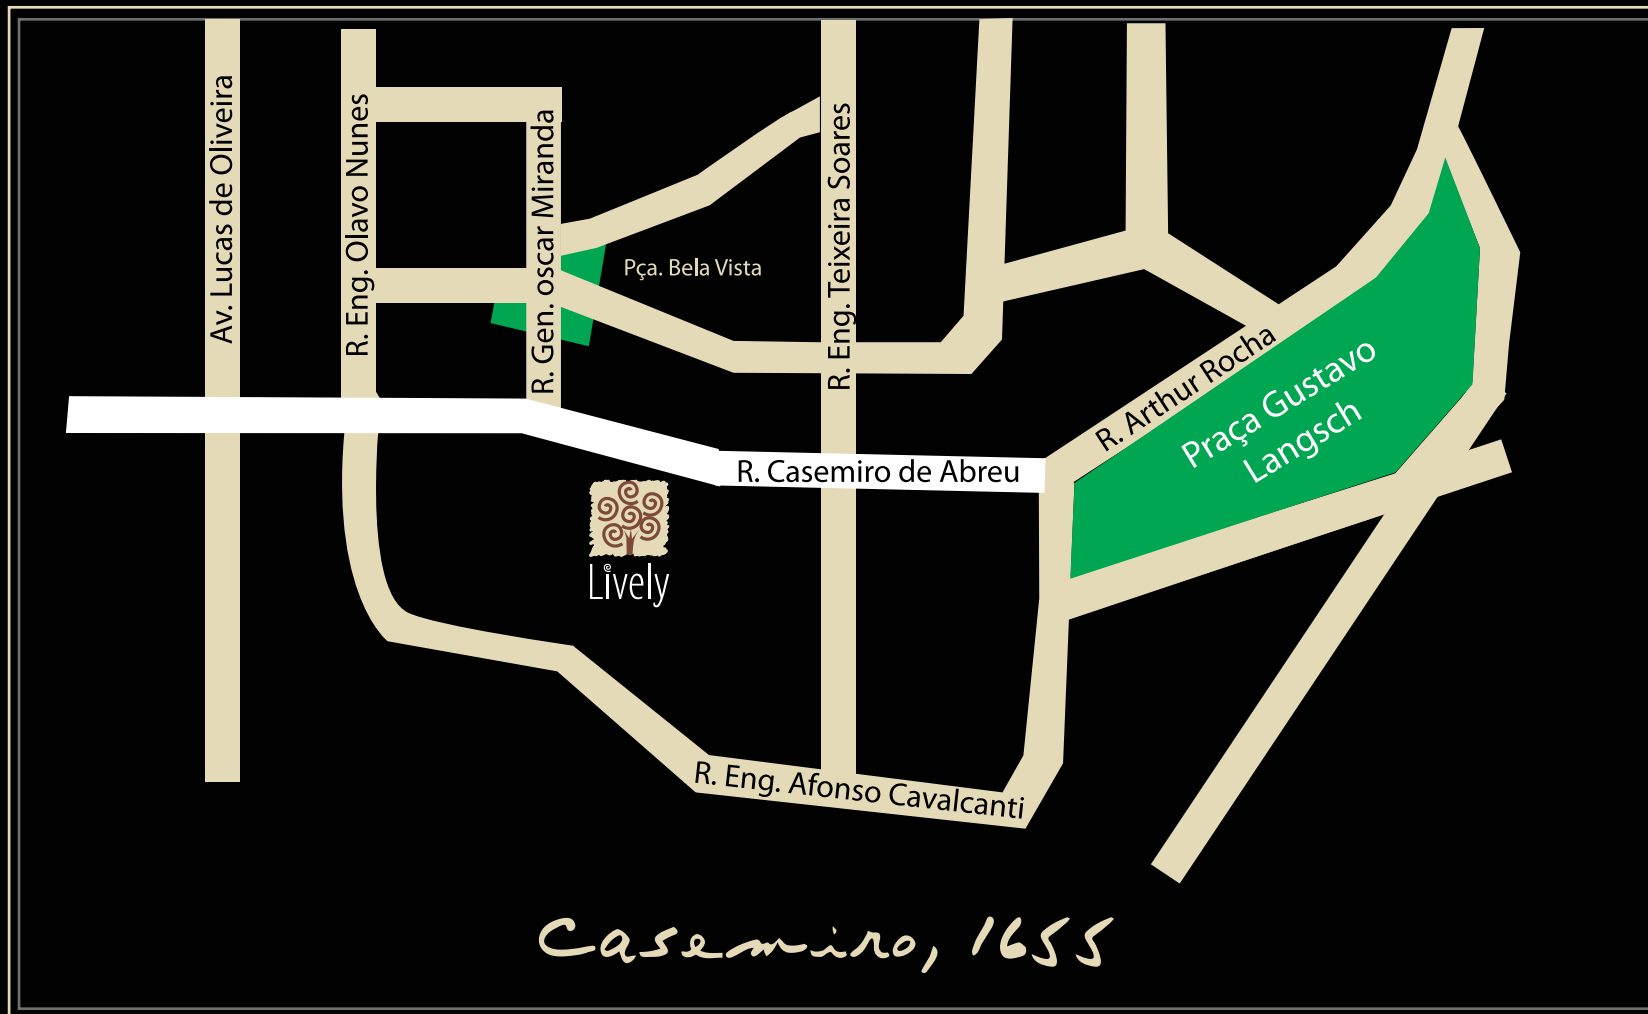 Av. Lucas de Oliveira
R. Eng. Olavo Nunes
R. Gen. oscar Miranda
Pça. Bela Vista
R. Eng. Teixeira Soares
R. Arthur Rocha
Praça Gustavo
Langsch
R. Casemiro de Abreu
Lively
R. Eng. Afonso Cavalcanti
Casemiro, 1655